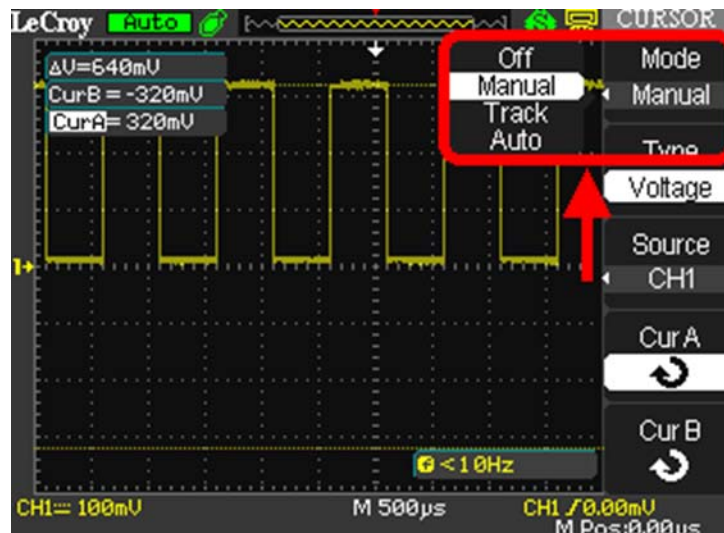 LeCroy Auto CURSOR
ΔV=640mV
CurB = -320mV
CurA= 320mV
Off
Manual
Track
Auto
Mode
Manual
Type
Voltage
Source
CH1
Cur A
Cur B
<10Hz
1
CH1 100mV
M 500µs
CH1 0.00mV
M Pos:0.00µs